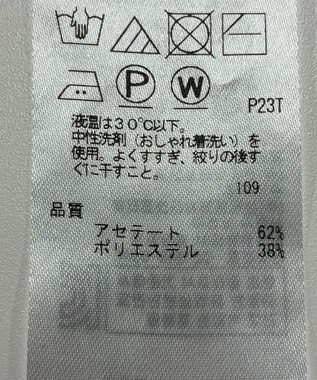 P W
P23T
液温は30℃以下。
中性洗剤(おしゃれ着洗い)を
使用。よくすすぎ、絞りの後す
ぐに干すこと。
109
品質
アセテート 62%
ポリエステル 38%